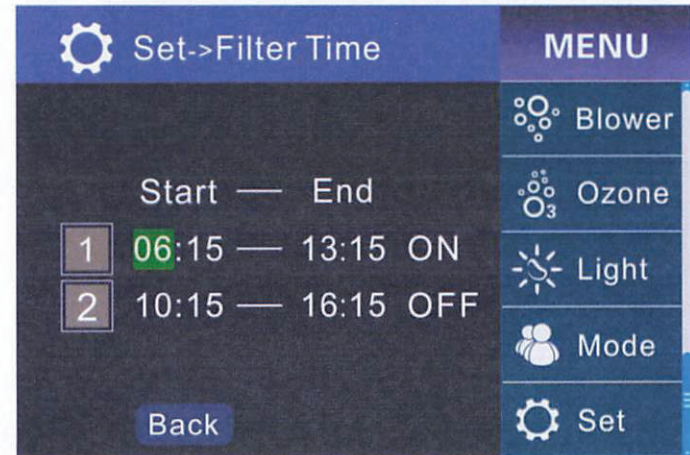 Set->Filter Time
Start — End
1 06:15 — 13:15 ON
2 10:15 — 16:15 OFF
Back
MENU
Blower
O3 Ozone
Light
Mode
Set